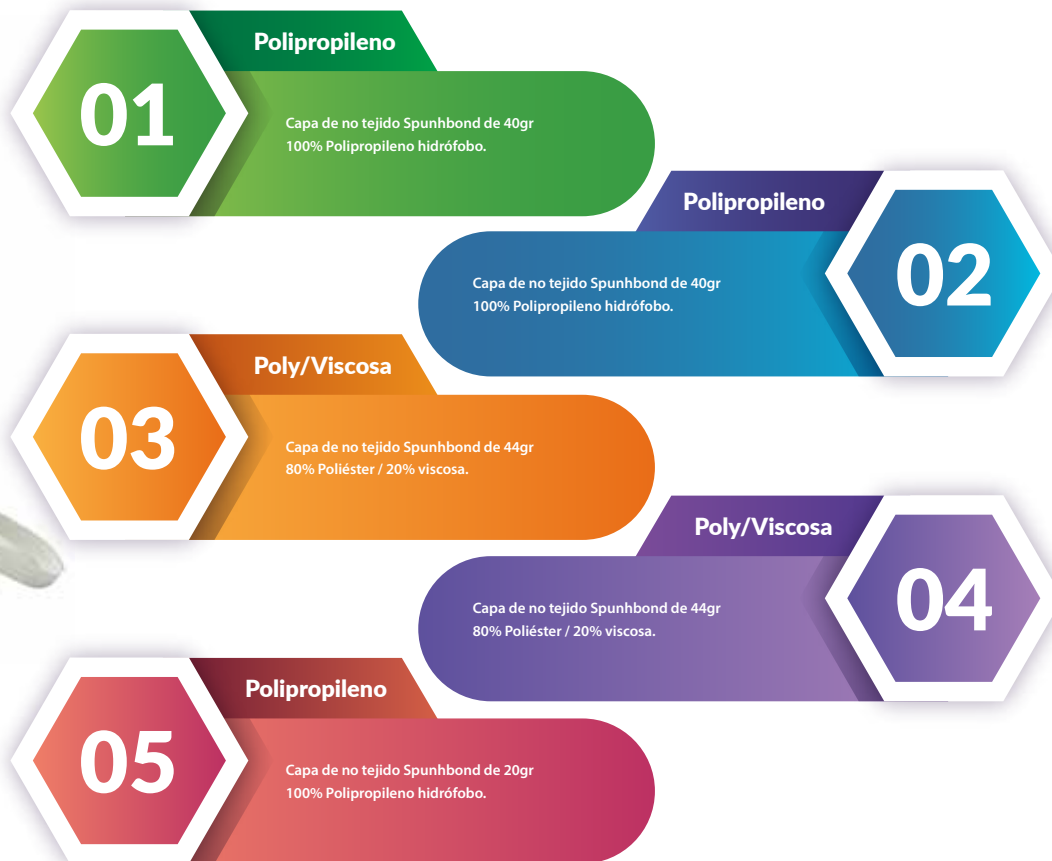 01
Polipropileno
Capa de no tejido Spunhbond de 40gr
100% Polipropileno hidrófobo.
02
Polipropileno
Capa de no tejido Spunhbond de 40gr
100% Polipropileno hidrófobo.
03
Poly/Viscosa
Capa de no tejido Spunhbond de 44gr
80% Poliéster / 20% viscosa.
04
Poly/Viscosa
Capa de no tejido Spunhbond de 44gr
80% Poliéster / 20% viscosa.
05
Polipropileno
Capa de no tejido Spunhbond de 20gr
100% Polipropileno hidrófobo.